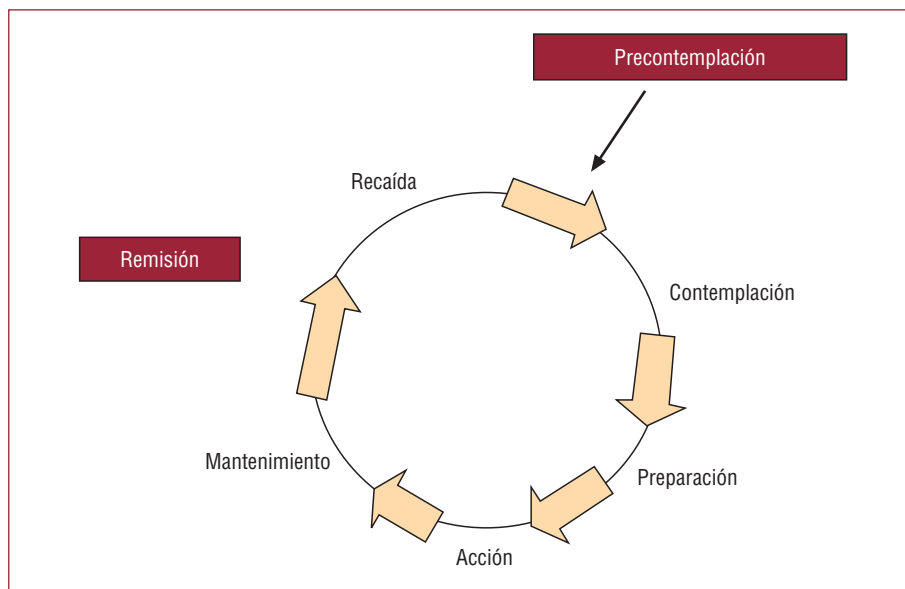 Precontemplación
Recaída
Remisión
Contemplación
Mantenimiento
Preparación
Acción